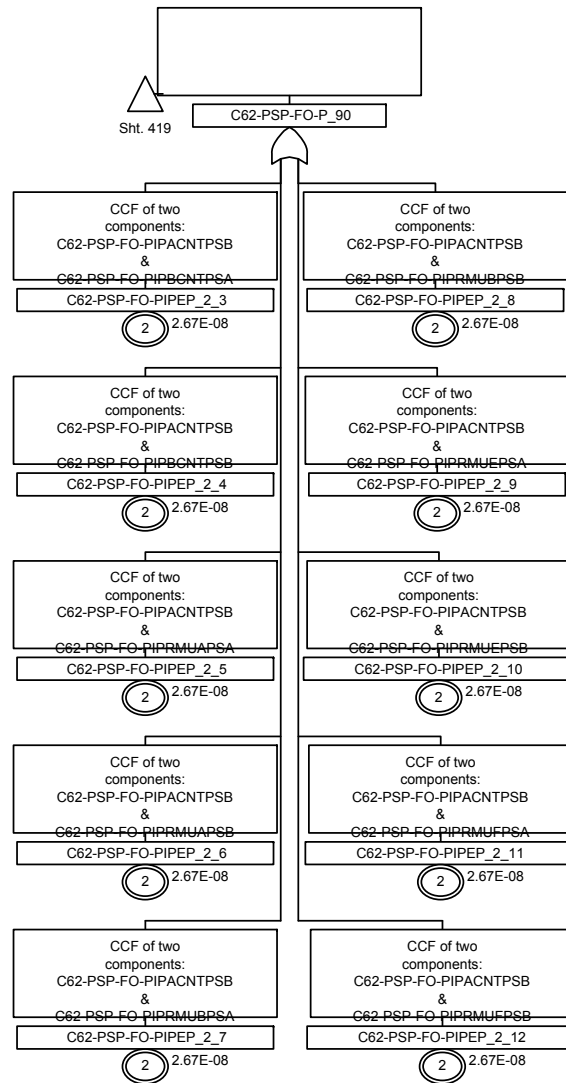 Sht. 419
C62-PSP-FO-P_90
CCF of two
components:
C62-PSP-FO-PIPACNTPSB
&
C62-PSP-FO-PIPBCNTPSA
C62-PSP-FO-PIPEP_2_3
2
2.67E-08
CCF of two
components:
C62-PSP-FO-PIPACNTPSB
&
C62-PSP-FO-PIPRMUBPSB
C62-PSP-FO-PIPEP_2_8
2
2.67E-08
CCF of two
components:
C62-PSP-FO-PIPACNTPSB
&
C62-PSP-FO-PIPBCNTPSB
C62-PSP-FO-PIPEP_2_4
2
2.67E-08
CCF of two
components:
C62-PSP-FO-PIPACNTPSB
&
C62-PSP-FO-PIPRMUEPSA
C62-PSP-FO-PIPEP_2_9
2
2.67E-08
CCF of two
components:
C62-PSP-FO-PIPACNTPSB
&
C62-PSP-FO-PIPRMUAPSA
C62-PSP-FO-PIPEP_2_5
2
2.67E-08
CCF of two
components:
C62-PSP-FO-PIPACNTPSB
&
C62-PSP-FO-PIPRMUEPSB
C62-PSP-FO-PIPEP_2_10
2
2.67E-08
CCF of two
components:
C62-PSP-FO-PIPACNTPSB
&
C62-PSP-FO-PIPRMUAPSB
C62-PSP-FO-PIPEP_2_6
2
2.67E-08
CCF of two
components:
C62-PSP-FO-PIPACNTPSB
&
C62-PSP-FO-PIPRMUFPSA
C62-PSP-FO-PIPEP_2_11
2
2.67E-08
CCF of two
components:
C62-PSP-FO-PIPACNTPSB
&
C62-PSP-FO-PIPRMUBPSA
C62-PSP-FO-PIPEP_2_7
2
2.67E-08
CCF of two
components:
C62-PSP-FO-PIPACNTPSB
&
C62-PSP-FO-PIPRMUFPSB
C62-PSP-FO-PIPEP_2_12
2
2.67E-08